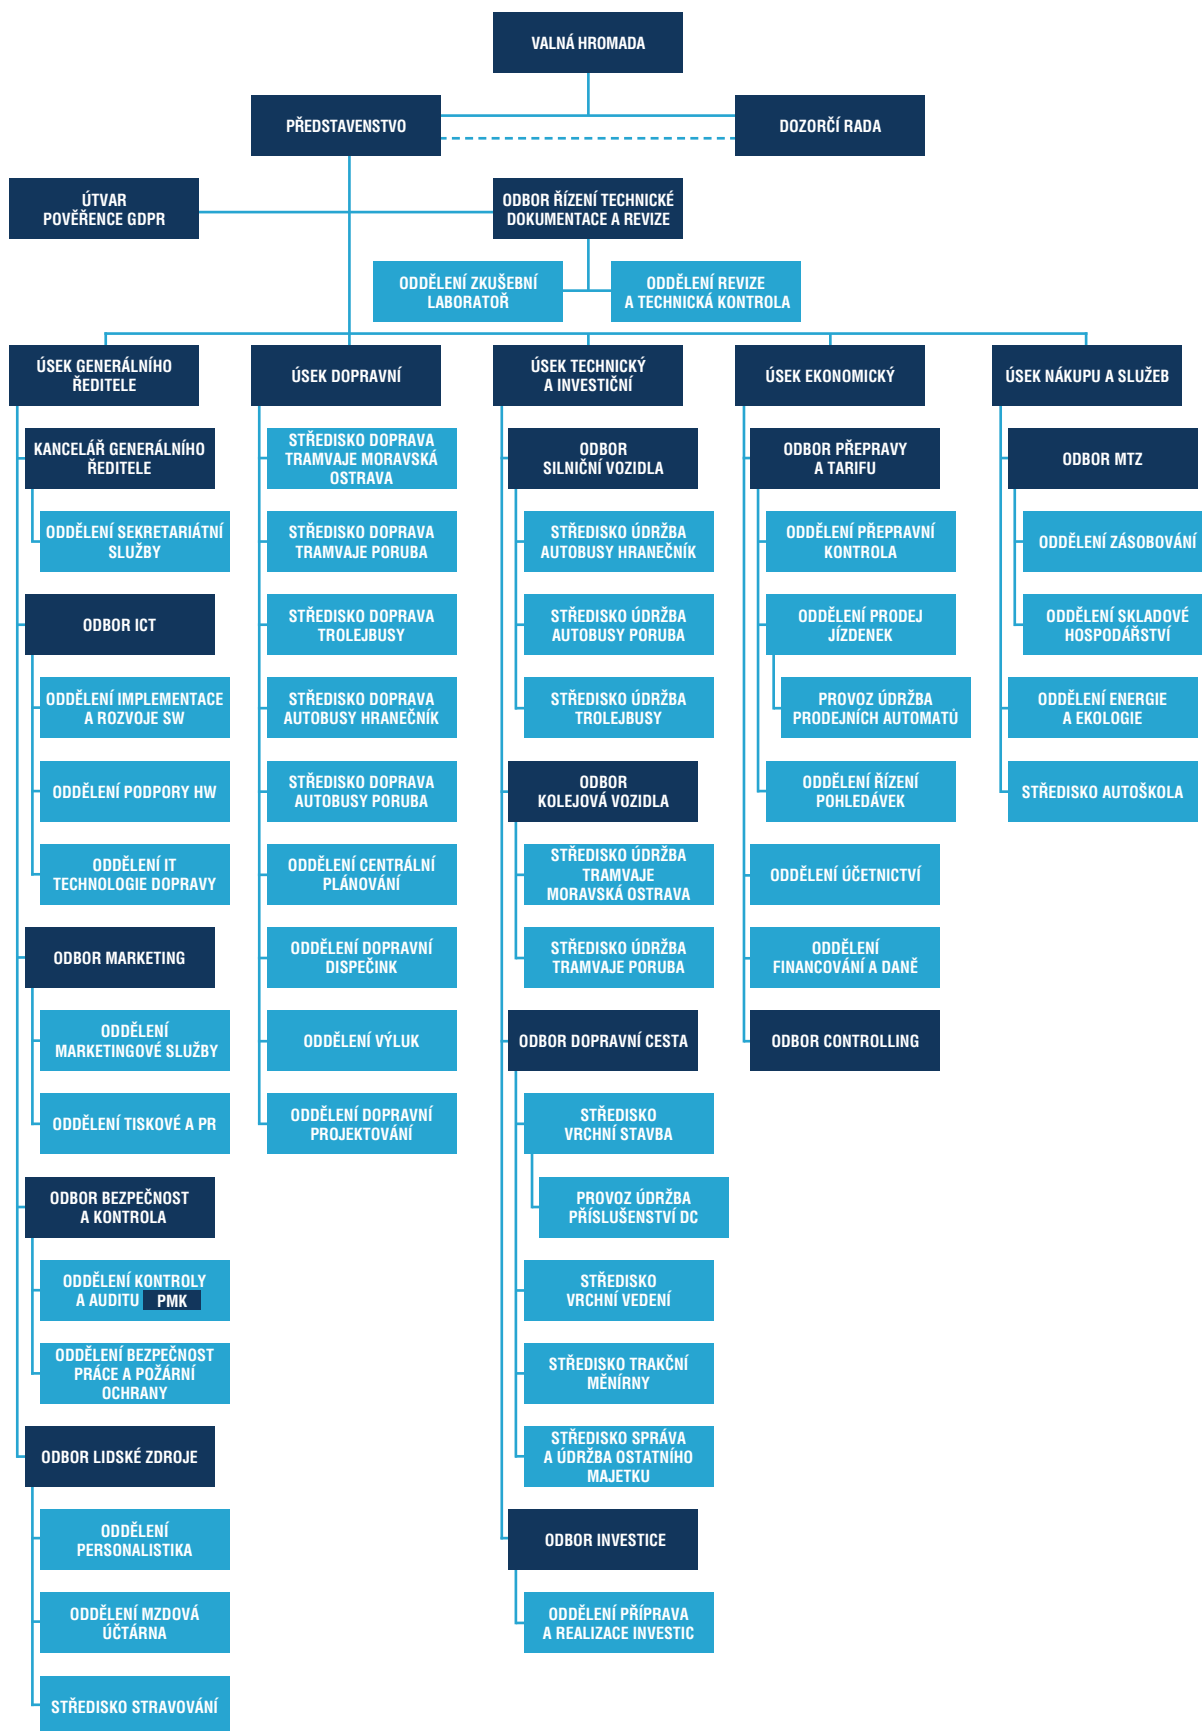 VALNÁ HROMADA
PŘEDSTAVENSTVO
DOZORČÍ RADA
ÚTVAR
POVĚŘENCE GDPR
ODBOR ŘÍZENÍ TECHNICKÉ
DOKUMENTACE A REVIZE
ODDĚLENÍ ZKUŠEBNÍ
LABORATOŘ
ODDĚLENÍ REVIZE
A TECHNICKÁ KONTROLA
ÚSEK GENERÁLNÍHO
ŘEDITELE
KANCELÁŘ GENERÁLNÍHO
ŘEDITELE
ODDĚLENÍ SEKRETARIÁTNÍ
SLUŽBY
ODBOR ICT
ODDĚLENÍ IMPLEMENTACE
A ROZVOJE SW
ODDĚLENÍ PODPORY HW
ODDĚLENÍ IT
TECHNOLOGIE DOPRAVY
ODBOR MARKETING
ODDĚLENÍ
MARKETINGOVÉ SLUŽBY
ODDĚLENÍ TISKOVÉ A PR
ODBOR BEZPEČNOST
A KONTROLA
ODDĚLENÍ KONTROLY
A AUDITU PMK
ODDĚLENÍ BEZPEČNOST
PRÁCE A POŽÁRNÍ
OCHRANY
ODBOR LIDSKÉ ZDROJE
ODDĚLENÍ
PERSONALISTIKA
ODDĚLENÍ MZDOVÁ
ÚČTÁRNA
STŘEDISKO STRAVOVÁNÍ
ÚSEK DOPRAVNÍ
STŘEDISKO DOPRAVA
TRAMVAJE MORAVSKÁ
OSTRAVA
STŘEDISKO DOPRAVA
TRAMVAJE PORUBA
STŘEDISKO DOPRAVA
TROLEJBUSY
STŘEDISKO DOPRAVA
AUTOBUSY HRANEČNÍK
STŘEDISKO DOPRAVA
AUTOBUSY PORUBA
ODDĚLENÍ CENTRÁLNÍ
PLÁNOVÁNÍ
ODDĚLENÍ DOPRAVNÍ
DISPEČINK
ODDĚLENÍ VÝLUK
ODDĚLENÍ DOPRAVNÍ
PROJEKTOVÁNÍ
ÚSEK TECHNICKÝ
A INVESTIČNÍ
ODBOR
SILNIČNÍ VOZIDLA
STŘEDISKO ÚDRŽBA
AUTOBUSY HRANEČNÍK
STŘEDISKO ÚDRŽBA
AUTOBUSY PORUBA
STŘEDISKO ÚDRŽBA
TROLEJBUSY
ODBOR
KOLEJOVÁ VOZIDLA
STŘEDISKO ÚDRŽBA
TRAMVAJE
MORAVSKÁ OSTRAVA
STŘEDISKO ÚDRŽBA
TRAMVAJE PORUBA
ODBOR DOPRAVNÍ CESTA
STŘEDISKO
VRCHNÍ STAVBA
PROVOZ ÚDRŽBA
PŘÍSLUŠENSTVÍ DC
STŘEDISKO
VRCHNÍ VEDENÍ
STŘEDISKO TRAKČNÍ
MĚNÍRNY
STŘEDISKO SPRÁVA
A ÚDRŽBA OSTATNÍHO
MAJETKU
ODBOR INVESTICE
ODDĚLENÍ PŘÍPRAVA
A REALIZACE INVESTIC
ÚSEK EKONOMICKÝ
ODBOR PŘEPRAVY
A TARIFU
ODDĚLENÍ PŘEPRAVNÍ
KONTROLA
ODDĚLENÍ PRODEJ
JÍZDENEK
PROVOZ ÚDRŽBA
PRODEJNÍCH AUTOMATŮ
ODDĚLENÍ ŘÍZENÍ
POHLEDÁVEK
ODDĚLENÍ ÚČETNICTVÍ
ODDĚLENÍ
FINANCOVÁNÍ A DANĚ
ODBOR CONTROLLING
ÚSEK NÁKUPU A SLUŽEB
ODBOR MTZ
ODDĚLENÍ ZÁSOBOVÁNÍ
ODDĚLENÍ SKLADOVÉ
HOSPODÁŘSTVÍ
ODDĚLENÍ ENERGIE
A EKOLOGIE
STŘEDISKO AUTOŠKOLA